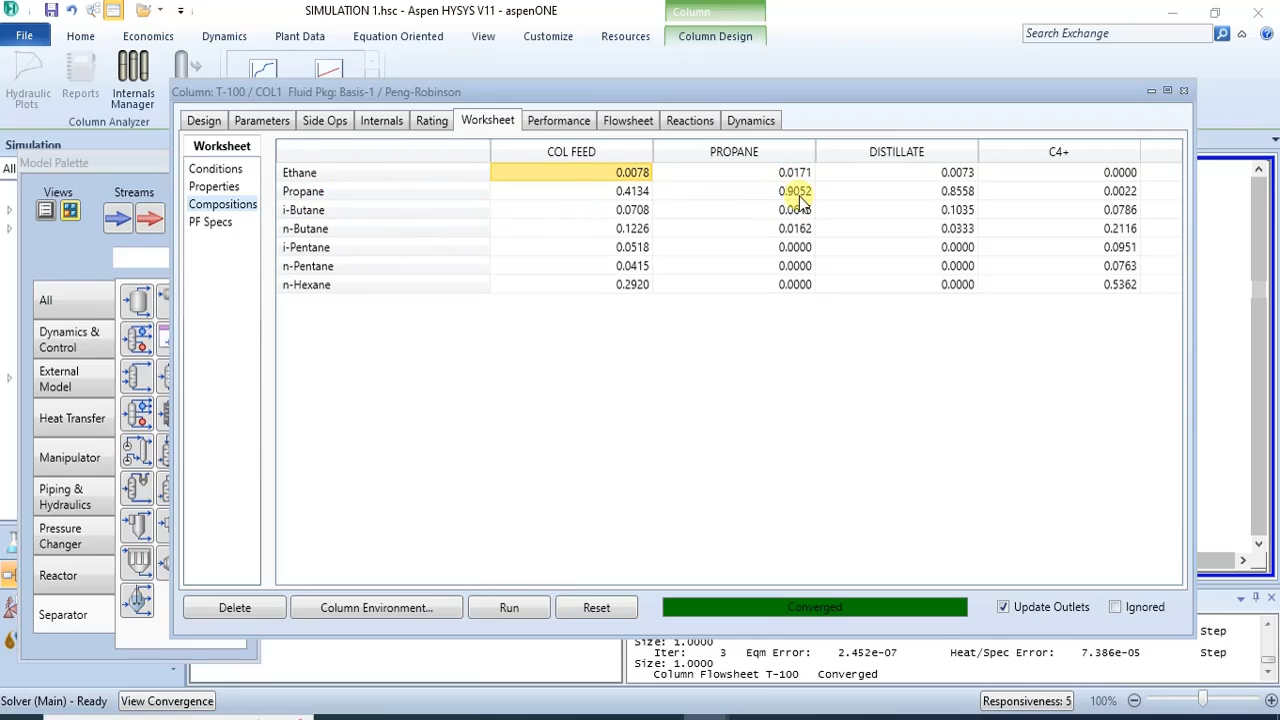 SIMULATION 1.hsc - Aspen HYSYS V11 - aspenONE
Column
File Home Economics Dynamics Plant Data Equation Oriented View Customize Resources Column Design
Search Exchange
Hydraulic Plots
Reports
Internals Manager
Column Analyzer
Column: T-100 / COL1 Fluid Pkg: Basis-1 / Peng-Robinson
Design Parameters Side Ops Internals Rating Worksheet Performance Flowsheet Reactions Dynamics
Simulation
Model Palette
All
Views Streams
All
Dynamics & Control
External Model
Heat Transfer
Manipulator
Piping & Hydraulics
Pressure Changer
Reactor
Separator
Worksheet
Conditions
Properties
Compositions
PF Specs
COL FEED PROPANE DISTILLATE C4+
Ethane 0.0078 0.0171 0.0073 0.0000
Propane 0.4134 0.9052 0.8558 0.0022
i-Butane 0.0708 0.1035 0.0786
n-Butane 0.1226 0.0162 0.0333 0.2116
i-Pentane 0.0518 0.0000 0.0000 0.0951
n-Pentane 0.0415 0.0000 0.0000 0.0763
n-Hexane 0.2920 0.0000 0.0000 0.5362
Delete Column Environment... Run Reset Converged Update Outlets Ignored
Step
Size: 1.0000
Iter: 3 Eqm Error: 2.452e-07 Heat/Spec Error: 7.386e-05 Step
Size: 1.0000
Column Flowsheet T-100 Converged
Solver (Main) - Ready View Convergence Responsiveness: 5 100%